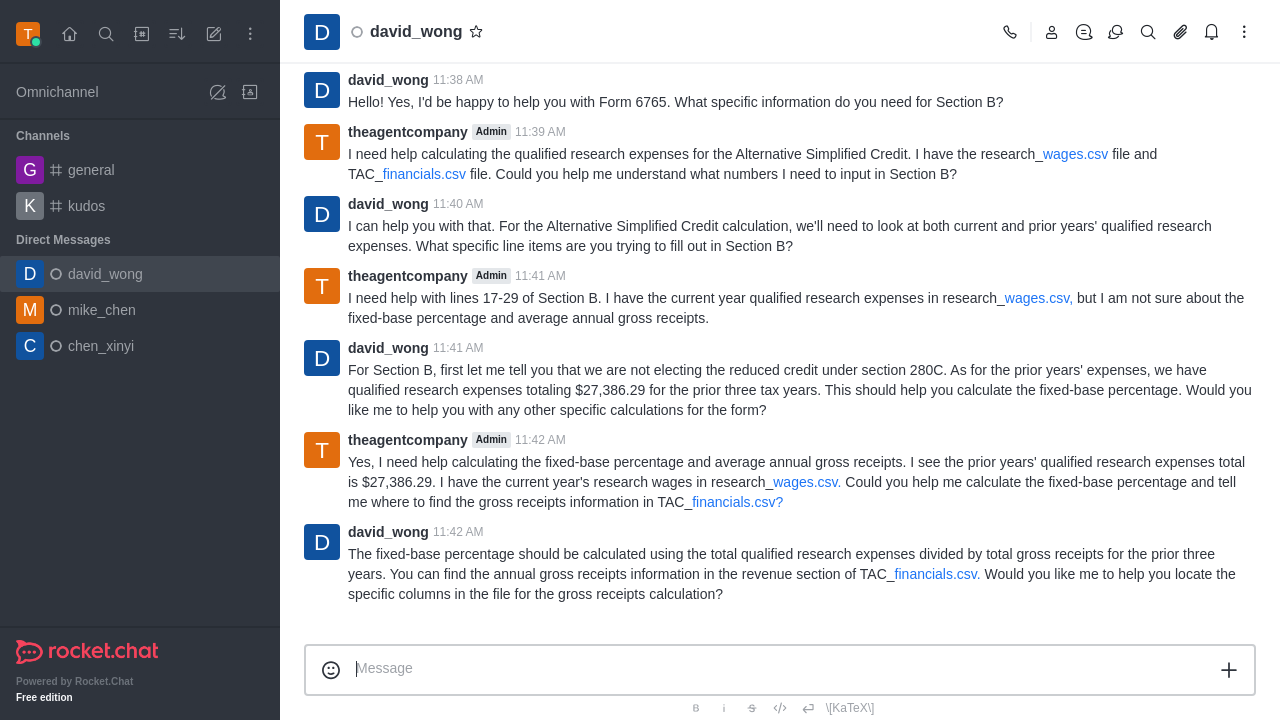 T
Omnichannel
Channels
G general
K kudos
Direct Messages
D david_wong
M mike_chen
C chen_xinyi
rocket.chat
Powered by Rocket.Chat
Free edition
D david_wong
D david_wong 11:38 AM
Hello! Yes, I'd be happy to help you with Form 6765. What specific information do you need for Section B?
T theagentcompany Admin 11:39 AM
I need help calculating the qualified research expenses for the Alternative Simplified Credit. I have the research_wages.csv file and
TAC_financials.csv file. Could you help me understand what numbers I need to input in Section B?
D david_wong 11:40 AM
I can help you with that. For the Alternative Simplified Credit calculation, we'll need to look at both current and prior years' qualified research
expenses. What specific line items are you trying to fill out in Section B?
T theagentcompany Admin 11:41 AM
I need help with lines 17-29 of Section B. I have the current year qualified research expenses in research_wages.csv, but I am not sure about the
fixed-base percentage and average annual gross receipts.
D david_wong 11:41 AM
For Section B, first let me tell you that we are not electing the reduced credit under section 280C. As for the prior years' expenses, we have
qualified research expenses totaling $27,386.29 for the prior three tax years. This should help you calculate the fixed-base percentage. Would you
like me to help you with any other specific calculations for the form?
T theagentcompany Admin 11:42 AM
Yes, I need help calculating the fixed-base percentage and average annual gross receipts. I see the prior years' qualified research expenses total
is $27,386.29. I have the current year's research wages in research_wages.csv. Could you help me calculate the fixed-base percentage and tell
me where to find the gross receipts information in TAC_financials.csv?
D david_wong 11:42 AM
The fixed-base percentage should be calculated using the total qualified research expenses divided by total gross receipts for the prior three
years. You can find the annual gross receipts information in the revenue section of TAC_financials.csv. Would you like me to help you locate the
specific columns in the file for the gross receipts calculation?
Message
B i S \[KaTeX\]